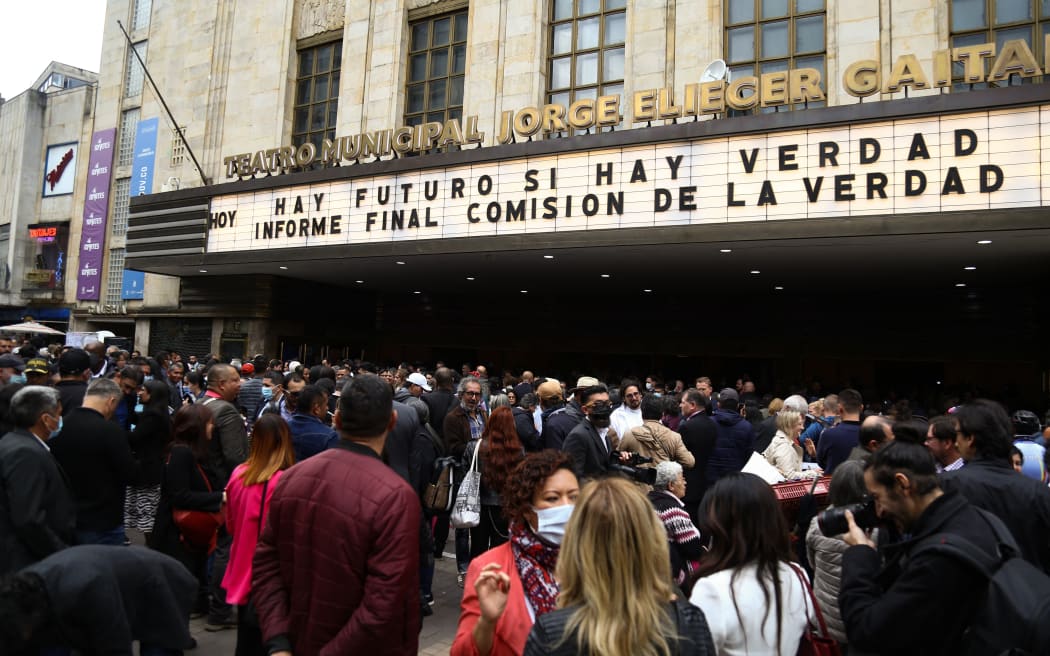 TEATRO MUNICIPAL JORGE ELIECER GAITAN
HAY FUTURO SI HAY VERDAD
HOY INFORME FINAL COMISION DE LA VERDAD